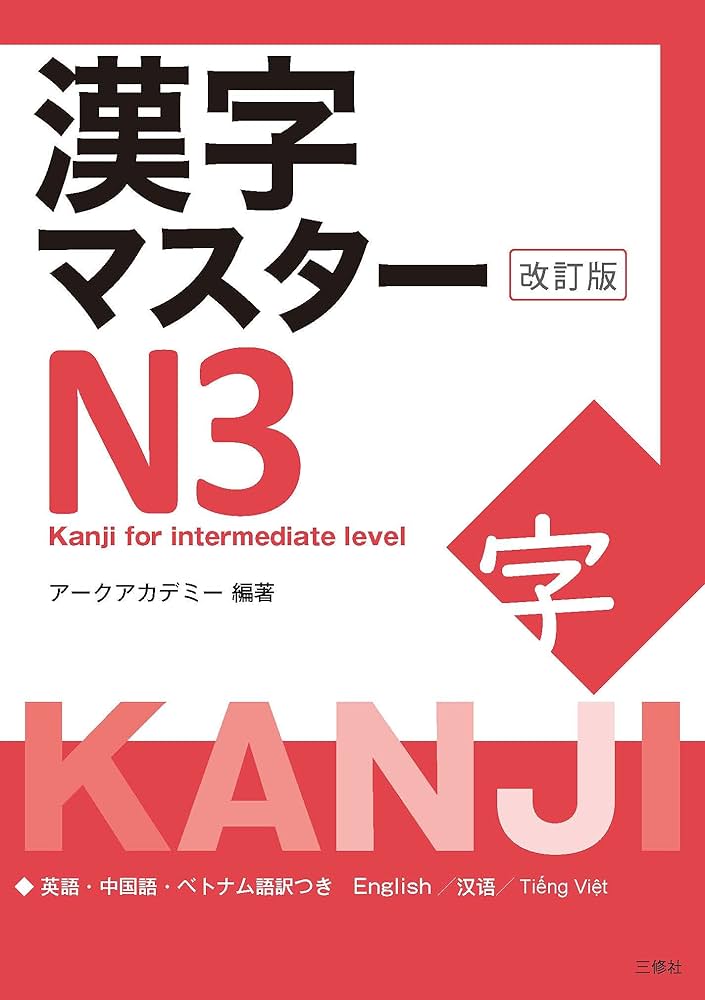 漢字
マスター 改訂版
N3
Kanji for intermediate level
アークアカデミー 編著
字
KANJI
◆ 英語・中国語・ベトナム語訳つき English／汉语／Tiếng Việt
三修社